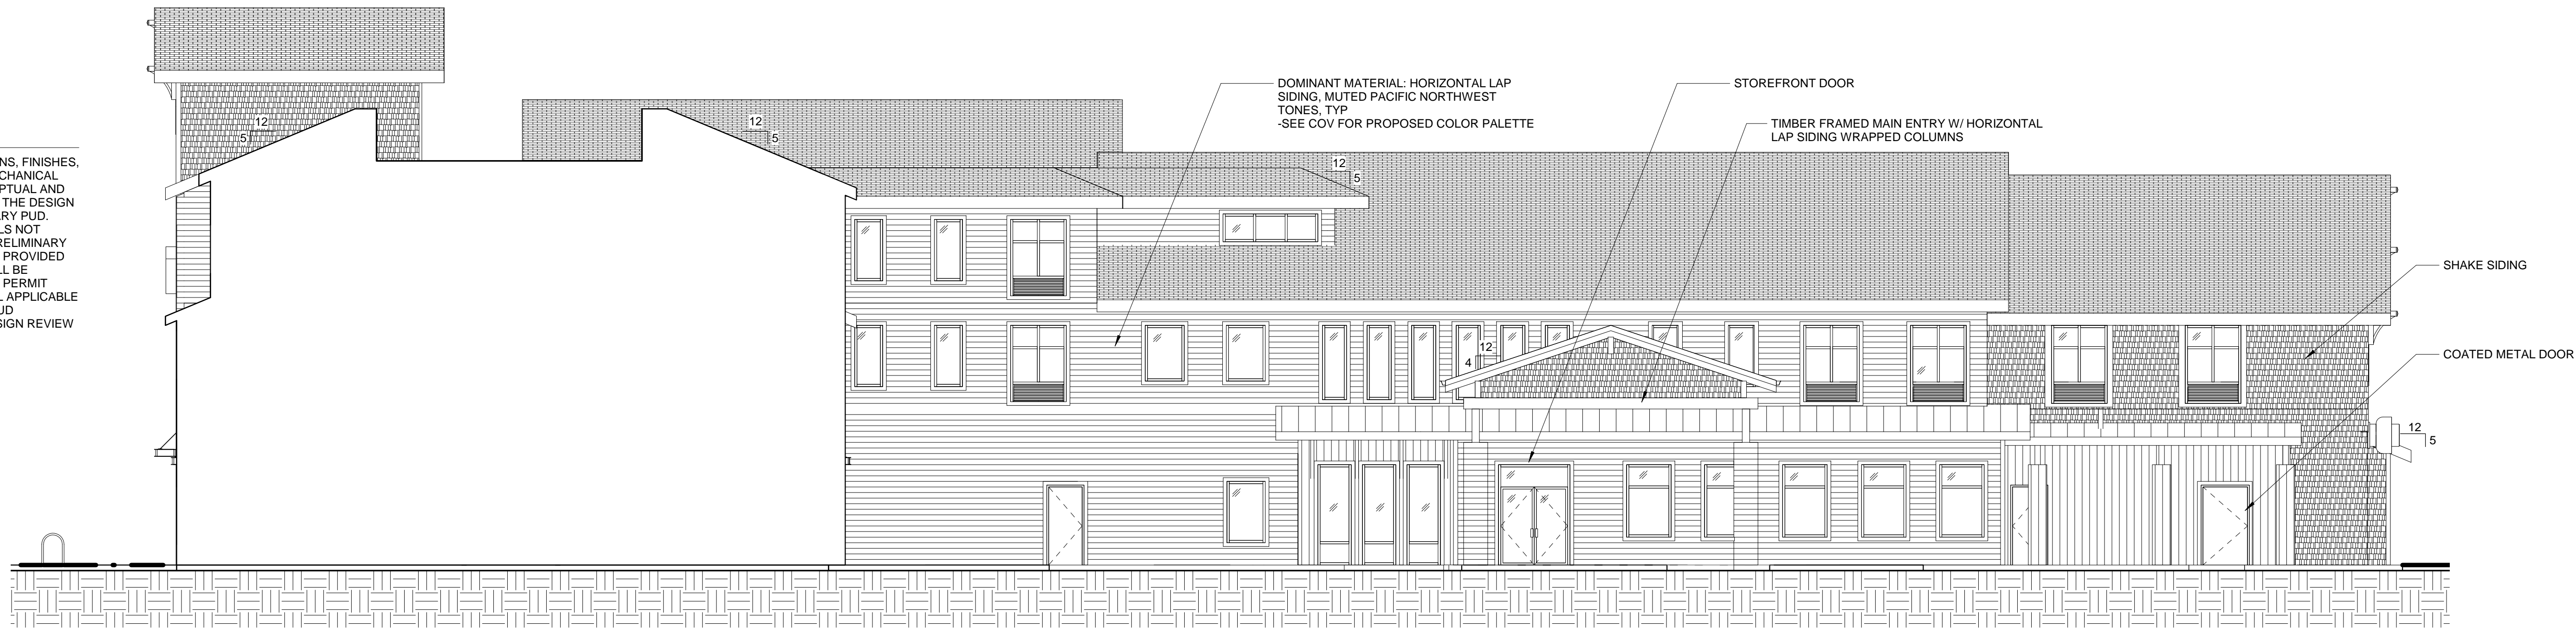 NS, FINISHES,
CHANICAL
PTUAL AND
THE DESIGN
ARY PUD.
LS NOT
RELIMINARY
PROVIDED
LL BE
PERMIT
L APPLICABLE
UD
SIGN REVIEW
12
5
12
5
DOMINANT MATERIAL: HORIZONTAL LAP
SIDING, MUTED PACIFIC NORTHWEST
TONES, TYP
-SEE COV FOR PROPOSED COLOR PALETTE
STOREFRONT DOOR
TIMBER FRAMED MAIN ENTRY W/ HORIZONTAL
LAP SIDING WRAPPED COLUMNS
12
5
SHAKE SIDING
12
4
COATED METAL DOOR
12
5